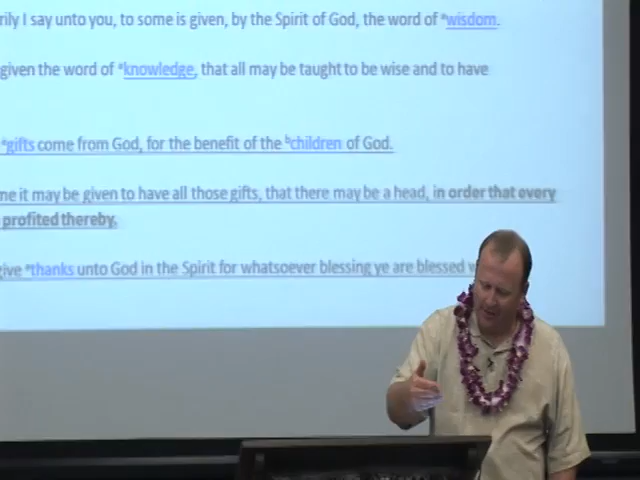 rily I say unto you, to some is given, by the Spirit of God, the word of ªwisdom.
given the word of ªknowledge, that all may be taught to be wise and to have
ªgifts come from God, for the benefit of the ᵇchildren of God.
me it may be given to have all those gifts, that there may be a head, in order that every
profited thereby.
give ªthanks unto God in the Spirit for whatsoever blessing ye are blessed w